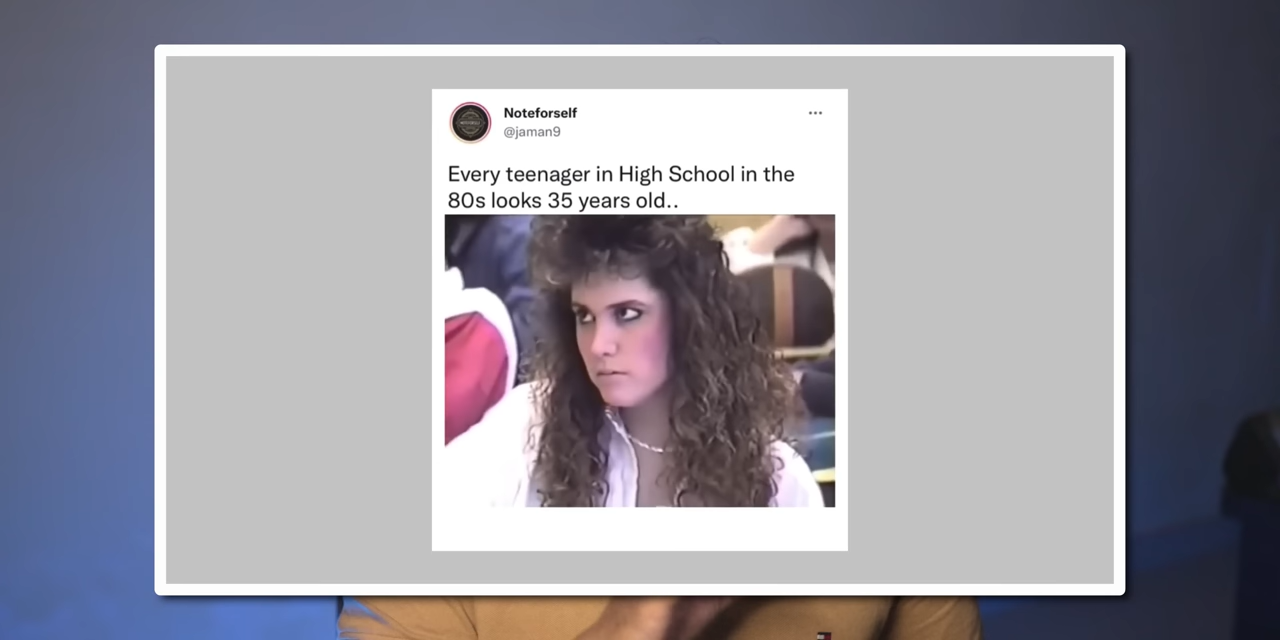 Noteforself
@jaman9
Every teenager in High School in the
80s looks 35 years old..